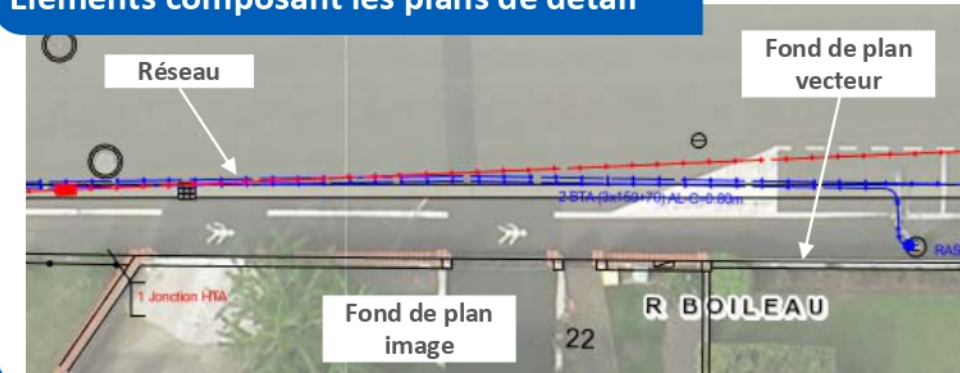 Eléments composant les plans de détail
Réseau
Fond de plan
vecteur
2 BTA (3x150+70) AL C=0.80m
E
RAS
1 Jonction HTA
R BOILEAU
Fond de plan
image
22